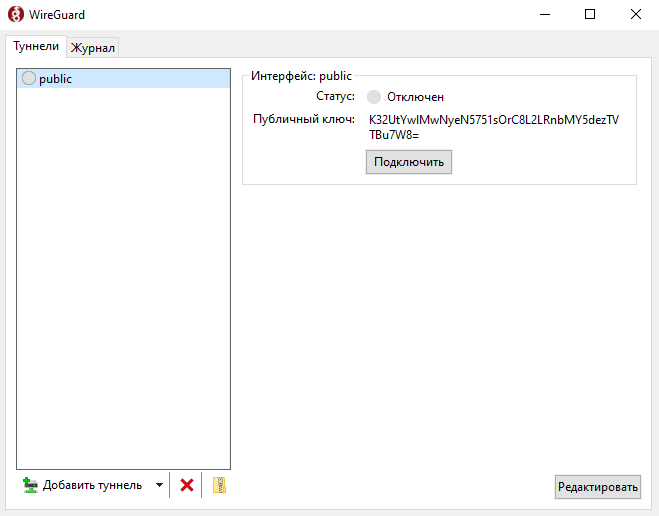 WireGuard
Туннели
Журнал
public
Интерфейс: public
Статус: Отключен
Публичный ключ: K32UtYwIMwNyeN5751sOrC8L2LRnbMY5dezTV
TBu7W8=
Подключить
Добавить туннель
Редактировать